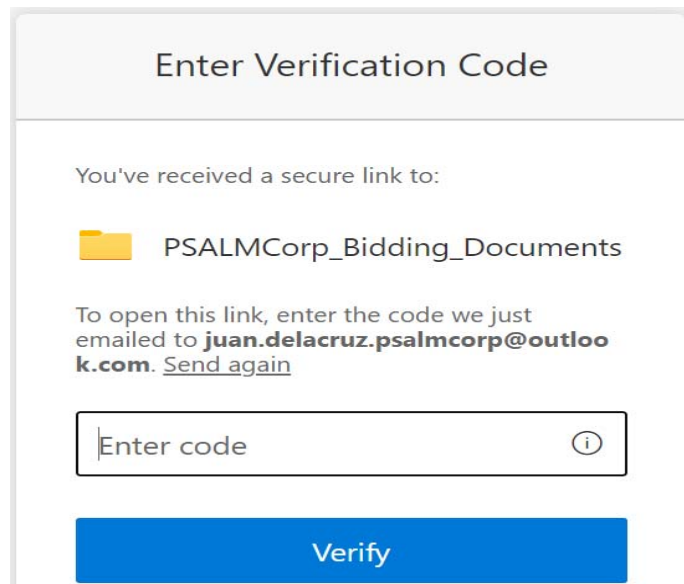 Enter Verification Code
You've received a secure link to:
PSALMCorp_Bidding_Documents
To open this link, enter the code we just
emailed to juan.delacruz.psalmcorp@outloo
k.com. Send again
Enter code
Verify